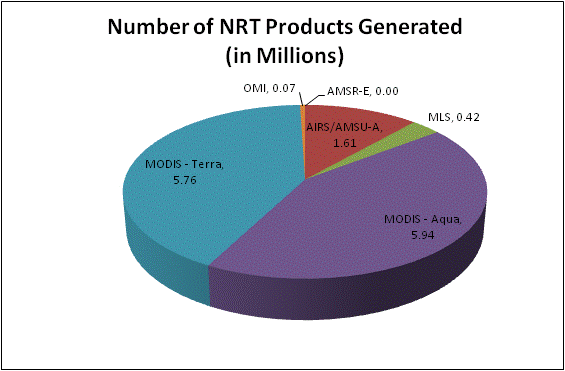 Number of NRT Products Generated
(in Millions)
OMI, 0.07
AMSR-E, 0.00
AIRS/AMSU-A,
1.61
MLS, 0.42
MODIS - Terra,
5.76
MODIS - Aqua,
5.94